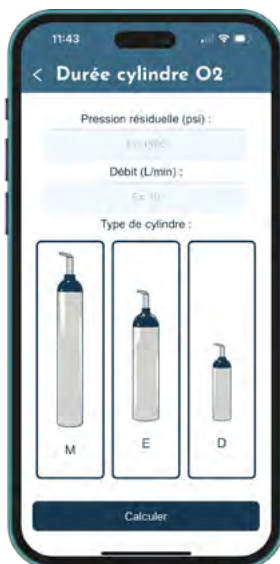 11:43
< Durée cylindre O2
Pression résiduelle (psi) :
Débit (L/min) :
Ex: 10
Type de cylindre :
M E D
Calculer